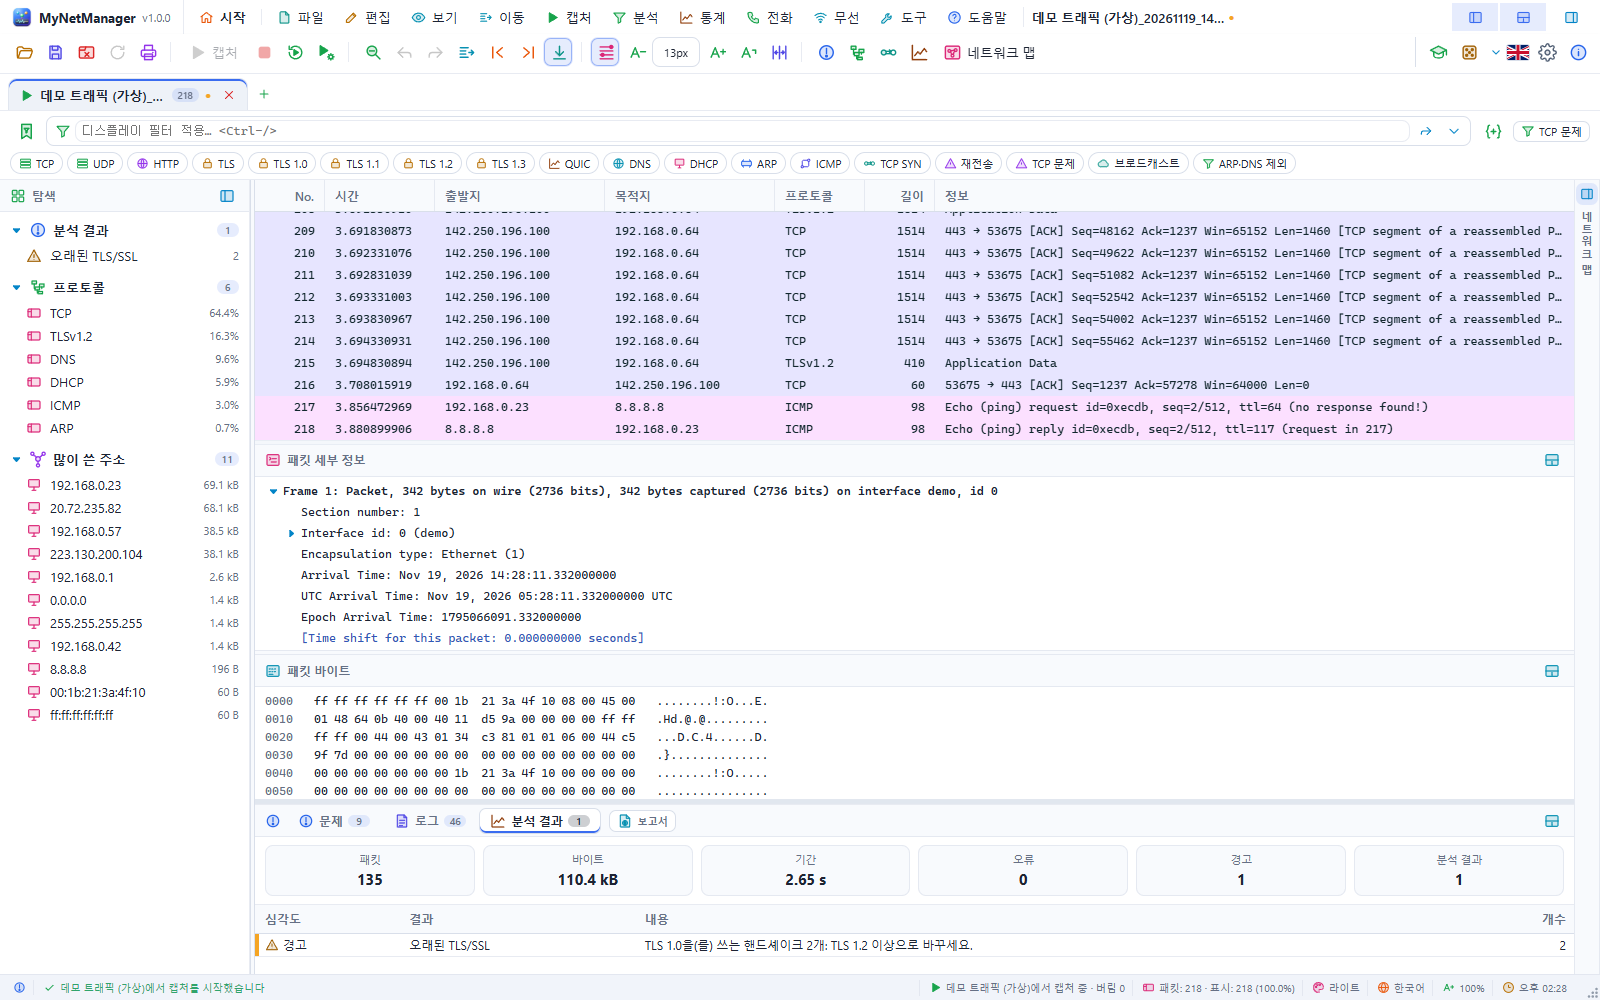 MyNetManager v1.0.0 시작 파일 편집 보기 이동 캡처 분석 통계 전화 무선 도구 도움말 데모 트래픽 (가상)_20261119_14... •
캡처 A− 13px A+ A 네트워크 맵
데모 트래픽 (가상)_... 218 • × +
디스플레이 필터 적용… <Ctrl-/> TCP 문제
TCP UDP HTTP TLS TLS 1.0 TLS 1.1 TLS 1.2 TLS 1.3 QUIC DNS DHCP ARP ICMP TCP SYN 재전송 TCP 문제 브로드캐스트 ARP·DNS 제외
탐색
분석 결과 1
오래된 TLS/SSL 2
프로토콜 6
TCP 64.4%
TLSv1.2 16.3%
DNS 9.6%
DHCP 5.9%
ICMP 3.0%
ARP 0.7%
많이 쓴 주소 11
192.168.0.23 69.1 kB
20.72.235.82 68.1 kB
192.168.0.57 38.5 kB
223.130.200.104 38.1 kB
192.168.0.1 2.6 kB
0.0.0.0 1.4 kB
255.255.255.255 1.4 kB
192.168.0.42 1.4 kB
8.8.8.8 196 B
00:1b:21:3a:4f:10 60 B
ff:ff:ff:ff:ff:ff 60 B
No. 시간 출발지 목적지 프로토콜 길이 정보
209 3.691830873 142.250.196.100 192.168.0.64 TCP 1514 443 → 53675 [ACK] Seq=48162 Ack=1237 Win=65152 Len=1460 [TCP segment of a reassembled P…
210 3.692331076 142.250.196.100 192.168.0.64 TCP 1514 443 → 53675 [ACK] Seq=49622 Ack=1237 Win=65152 Len=1460 [TCP segment of a reassembled P…
211 3.692831039 142.250.196.100 192.168.0.64 TCP 1514 443 → 53675 [ACK] Seq=51082 Ack=1237 Win=65152 Len=1460 [TCP segment of a reassembled P…
212 3.693331003 142.250.196.100 192.168.0.64 TCP 1514 443 → 53675 [ACK] Seq=52542 Ack=1237 Win=65152 Len=1460 [TCP segment of a reassembled P…
213 3.693830967 142.250.196.100 192.168.0.64 TCP 1514 443 → 53675 [ACK] Seq=54002 Ack=1237 Win=65152 Len=1460 [TCP segment of a reassembled P…
214 3.694330931 142.250.196.100 192.168.0.64 TCP 1514 443 → 53675 [ACK] Seq=55462 Ack=1237 Win=65152 Len=1460 [TCP segment of a reassembled P…
215 3.694830894 142.250.196.100 192.168.0.64 TLSv1.2 410 Application Data
216 3.708015919 192.168.0.64 142.250.196.100 TCP 60 53675 → 443 [ACK] Seq=1237 Ack=57278 Win=64000 Len=0
217 3.856472969 192.168.0.23 8.8.8.8 ICMP 98 Echo (ping) request id=0xecdb, seq=2/512, ttl=64 (no response found!)
218 3.880899906 8.8.8.8 192.168.0.23 ICMP 98 Echo (ping) reply id=0xecdb, seq=2/512, ttl=117 (request in 217)
네트워크 맵
패킷 세부 정보
Frame 1: Packet, 342 bytes on wire (2736 bits), 342 bytes captured (2736 bits) on interface demo, id 0
Section number: 1
Interface id: 0 (demo)
Encapsulation type: Ethernet (1)
Arrival Time: Nov 19, 2026 14:28:11.332000000
UTC Arrival Time: Nov 19, 2026 05:28:11.332000000 UTC
Epoch Arrival Time: 1795066091.332000000
[Time shift for this packet: 0.000000000 seconds]
패킷 바이트
0000 ff ff ff ff ff ff 00 1b 21 3a 4f 10 08 00 45 00 ........!:O...E.
0010 01 48 64 0b 40 00 40 11 d5 9a 00 00 00 00 ff ff .Hd.@.@.........
0020 ff ff 00 44 00 43 01 34 c3 81 01 01 06 00 44 c5 ...D.C.4......D.
0030 9f 7d 00 00 00 00 00 00 00 00 00 00 00 00 00 00 .}..............
0040 00 00 00 00 00 00 00 1b 21 3a 4f 10 00 00 00 00 ........!:O.....
0050 00 00 00 00 00 00 00 00 00 00 00 00 00 00 00 00 ................
문제 9 로그 46 분석 결과 1 보고서
패킷 바이트 기간 오류 경고 분석 결과
135 110.4 kB 2.65 s 0 1 1
심각도 결과 내용 개수
경고 오래된 TLS/SSL TLS 1.0을(를) 쓰는 핸드셰이크 2개: TLS 1.2 이상으로 바꾸세요. 2
데모 트래픽 (가상)에서 캡처를 시작했습니다 데모 트래픽 (가상)에서 캡처 중 · 버림 0 패킷: 218 · 표시: 218 (100.0%) 라이트 한국어 A+ 100% 오후 02:28